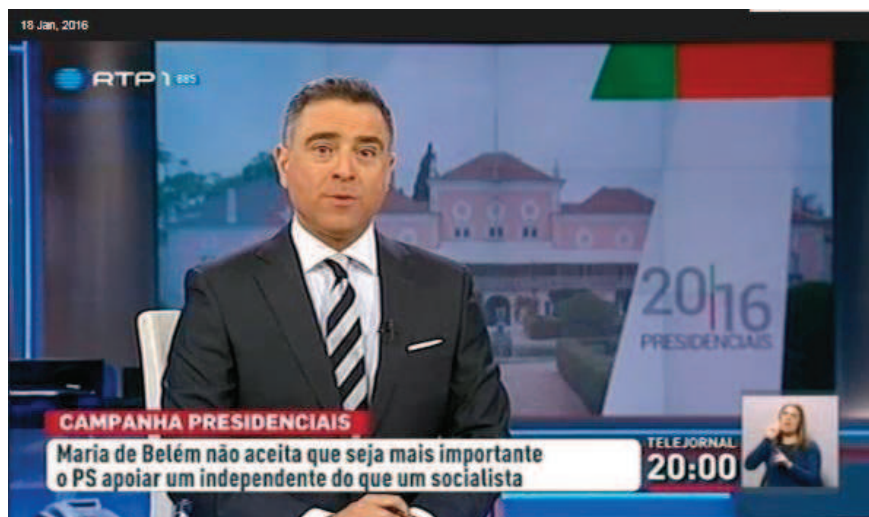 18 Jan, 2016
RTP 1 885
20|16
PRESIDENCIAIS
CAMPANHA PRESIDENCIAIS
Maria de Belém não aceita que seja mais importante
o PS apoiar um independente do que um socialista
TELEJORNAL
20:00